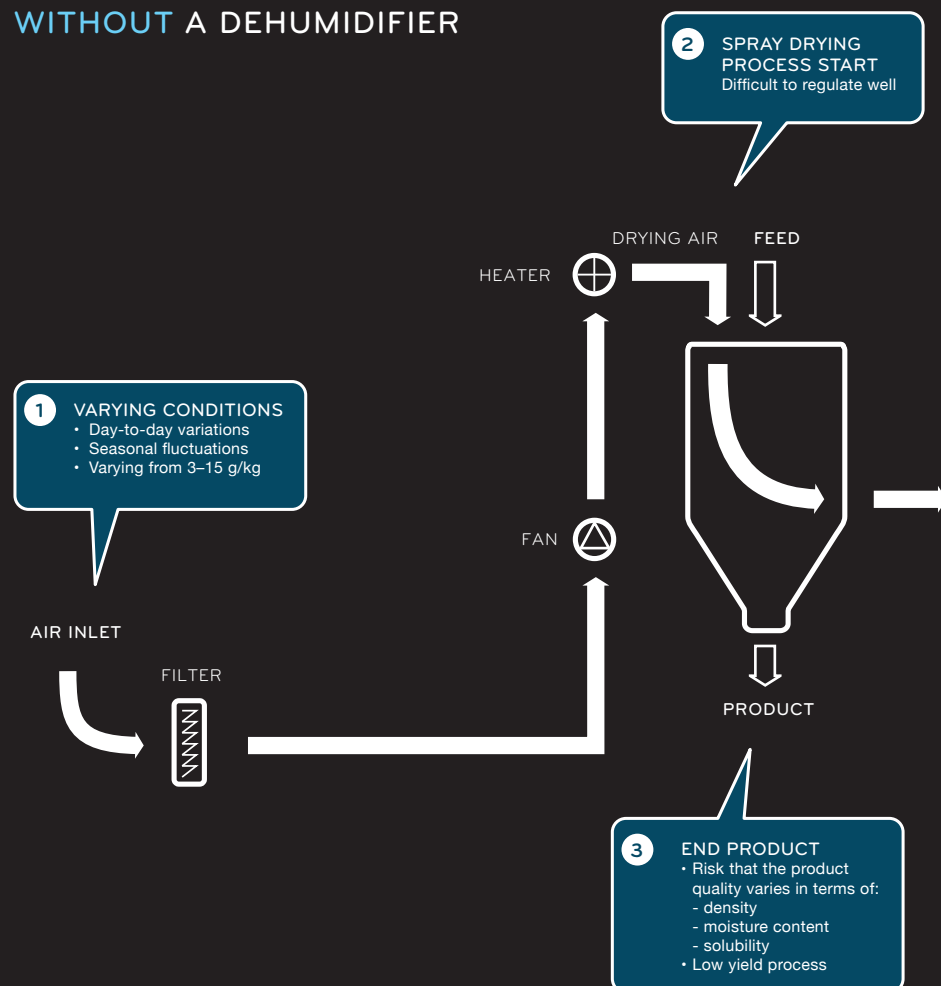 WITHOUT A DEHUMIDIFIER
2
SPRAY DRYING
PROCESS START
Difficult to regulate well
DRYING AIR
FEED
HEATER
1
VARYING CONDITIONS
• Day-to-day variations
• Seasonal fluctuations
• Varying from 3–15 g/kg
FAN
AIR INLET
FILTER
PRODUCT
3
END PRODUCT
• Risk that the product
quality varies in terms of:
- density
- moisture content
- solubility
• Low yield process